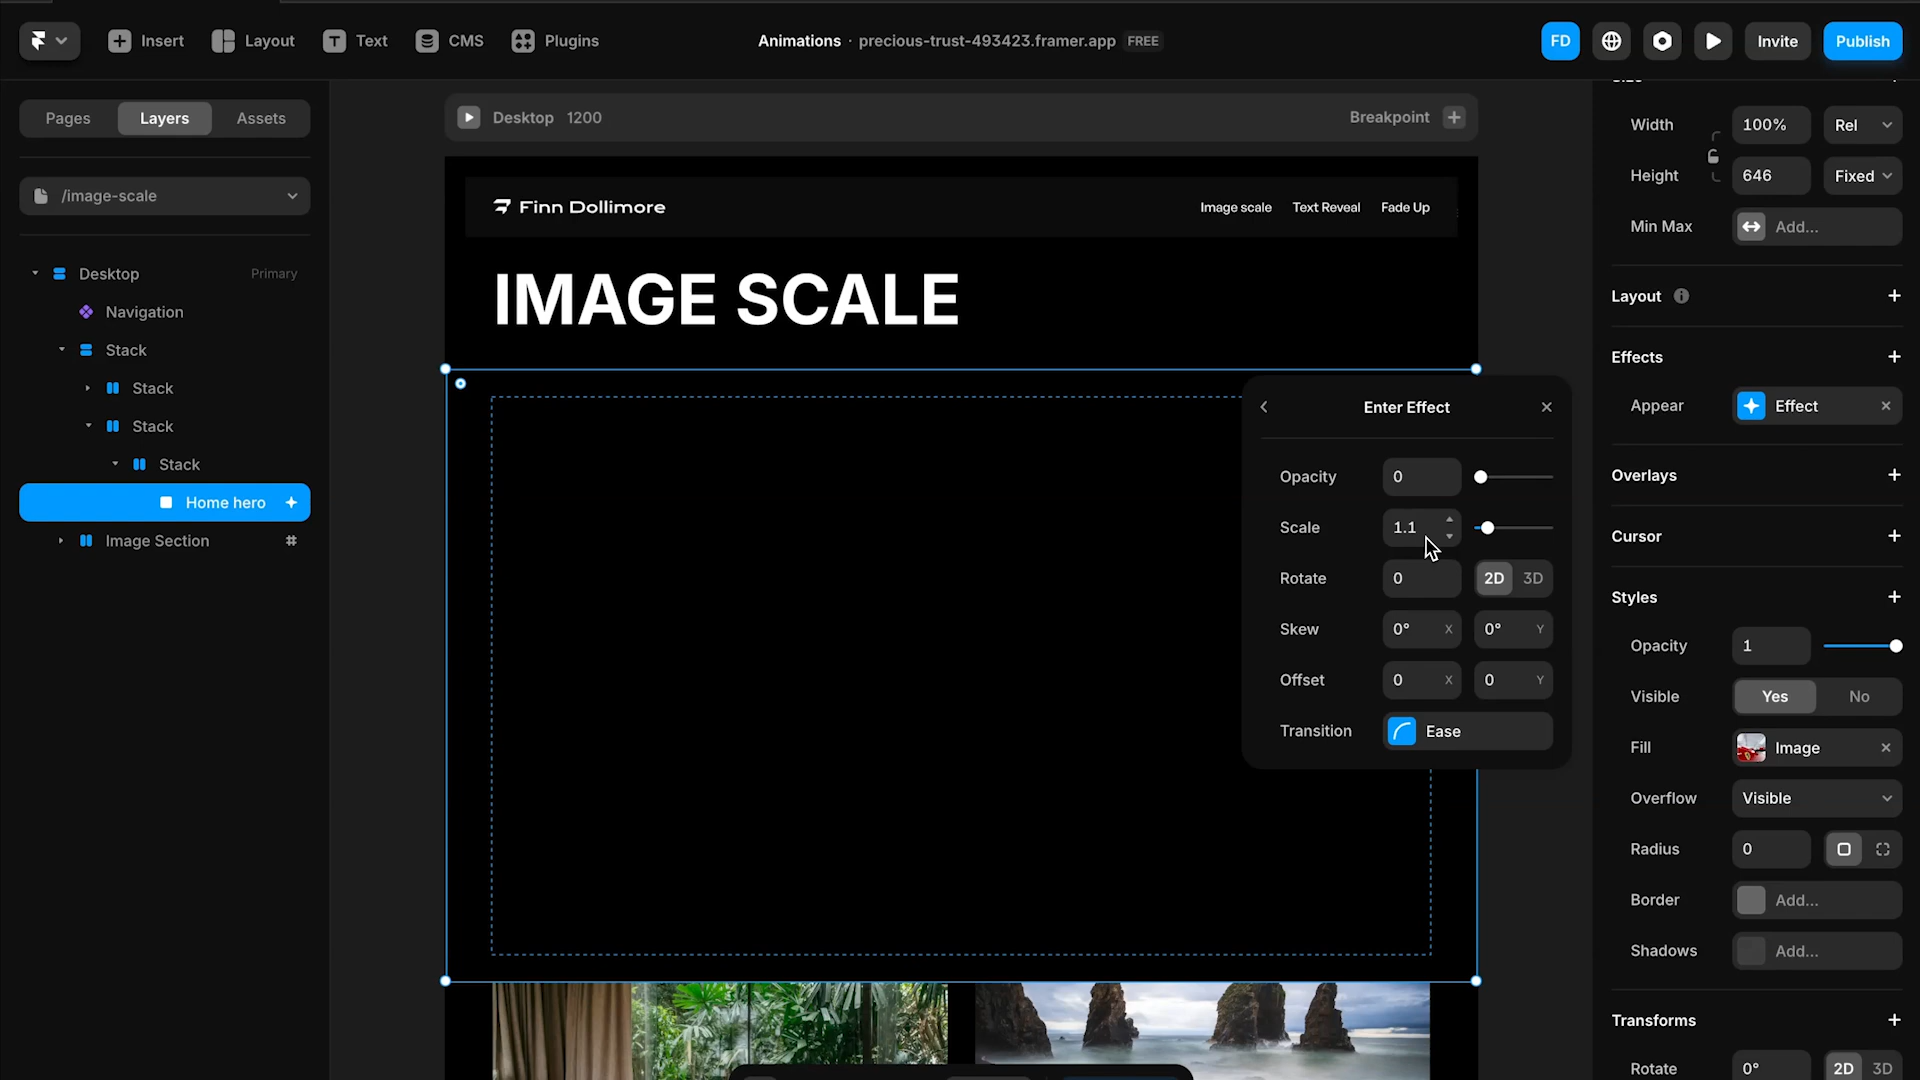 Insert
Layout
Text
CMS
Plugins
Animations · precious-trust-493423.framer.app FREE
FD
Invite
Publish
Pages
Layers
Assets
/image-scale
Desktop
Primary
Navigation
Stack
Stack
Stack
Stack
Home hero
Image Section
#
Desktop 1200
Breakpoint
Finn Dollimore
Image scale
Text Reveal
Fade Up
IMAGE SCALE
Enter Effect
Opacity 0
Scale 1.1
Rotate 0 2D 3D
Skew 0° X 0° Y
Offset 0 X 0 Y
Transition Ease
Width 100% Rel
Height 646 Fixed
Min Max Add...
Layout
Effects
Appear Effect
Overlays
Cursor
Styles
Opacity 1
Visible Yes No
Fill Image
Overflow Visible
Radius 0
Border Add...
Shadows Add...
Transforms
Rotate 0° 2D 3D